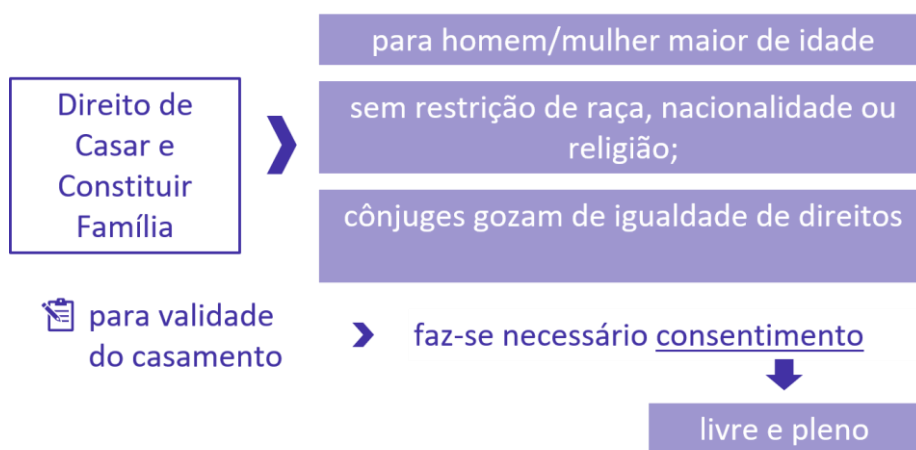 para homem/mulher maior de idade
Direito de
Casar e
Constituir
Família
sem restrição de raça, nacionalidade ou
religião;
cônjuges gozam de igualdade de direitos
para validade
do casamento
faz-se necessário consentimento
livre e pleno